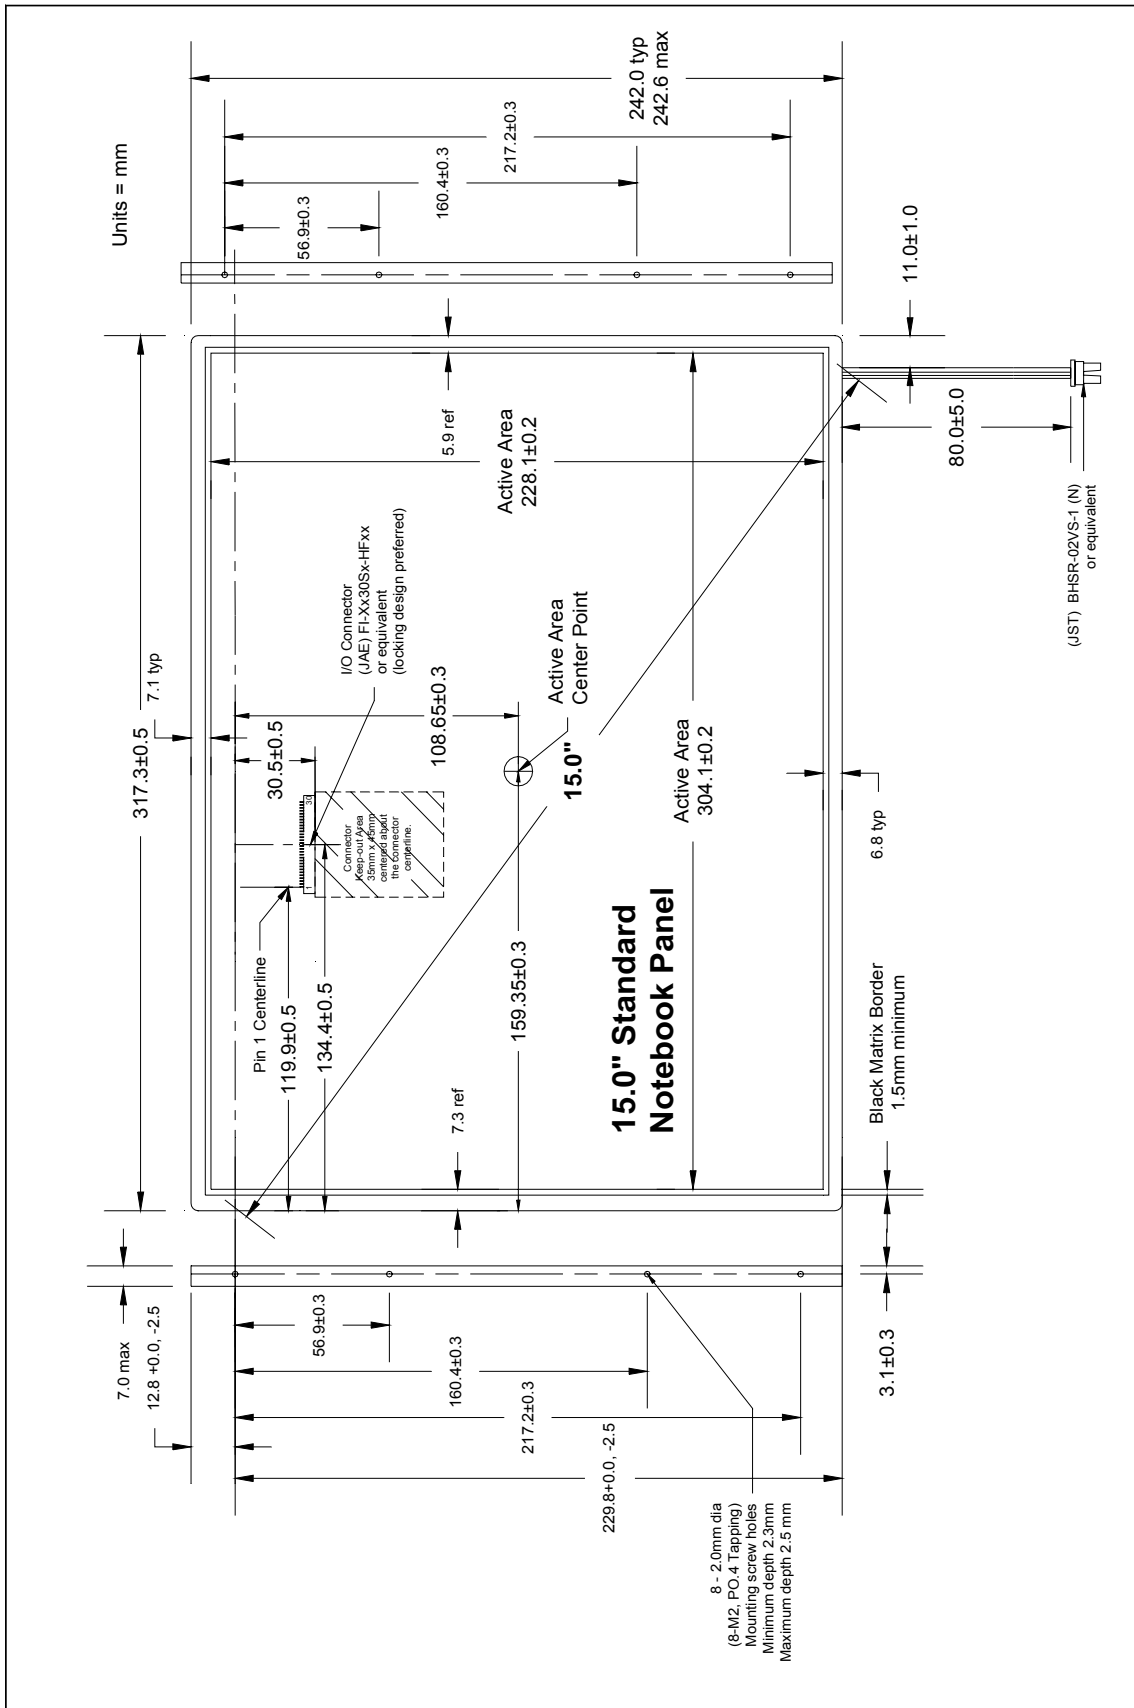 Units = mm
242.0 typ
242.6 max
217.2±0.3
160.4±0.3
56.9±0.3
11.0±1.0
80.0±5.0
(JST) BHSR-02VS-1 (N)
or equivalent
317.3±0.5
7.1 typ
30.5±0.5
5.9 ref
Active Area
228.1±0.2
I/O Connector
(JAE) FI-Xx30Sx-HFxx
or equivalent
(locking design preferred)
108.65±0.3
Active Area
Center Point
15.0"
Active Area
304.1±0.2
6.8 typ
1
30
Connector
Keep-out Area
35mm x 45mm
centered about
the connector
centerline.
Pin 1 Centerline
119.9±0.5
134.4±0.5
159.35±0.3
7.3 ref
15.0" Standard
Notebook Panel
Black Matrix Border
1.5mm minimum
7.0 max
12.8 +0.0, -2.5
56.9±0.3
160.4±0.3
217.2±0.3
229.8+0.0, -2.5
3.1±0.3
8 - 2.0mm dia
(8-M2, PO.4 Tapping)
Mounting screw holes
Minimum depth 2.3mm
Maximum depth 2.5 mm